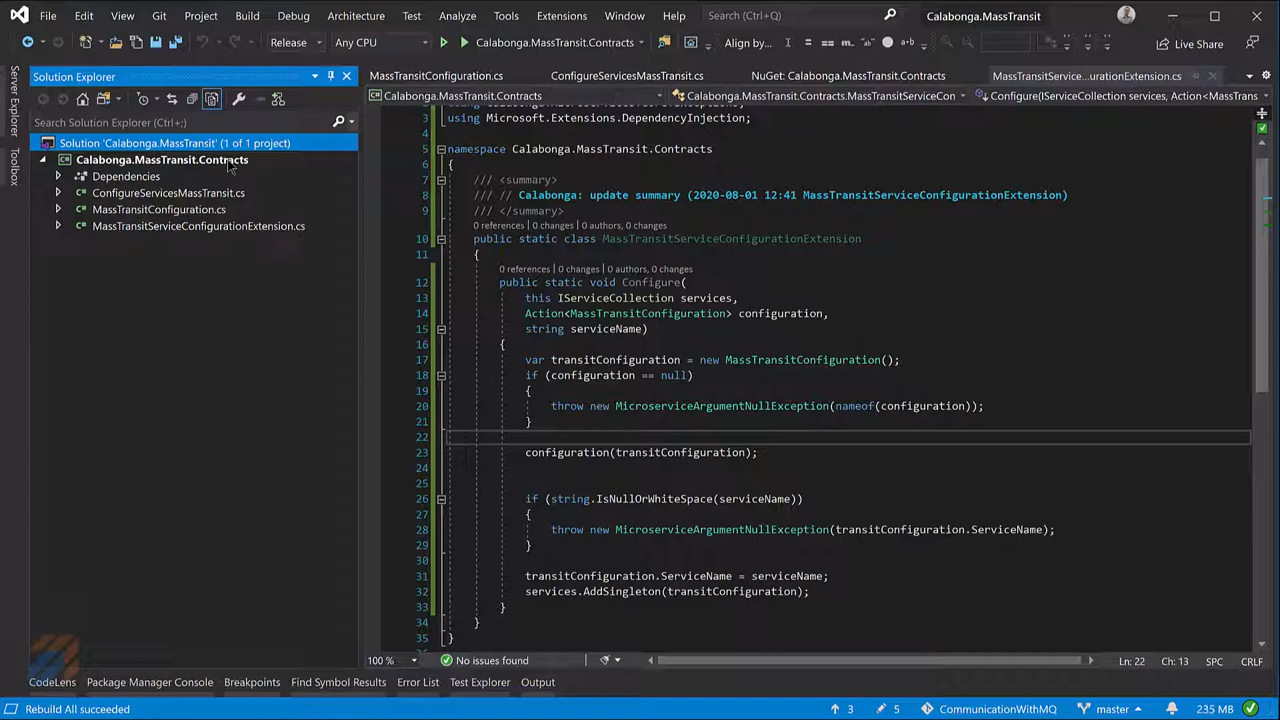 File Edit View Git Project Build Debug Architecture Test Analyze Tools Extensions Window Help Search (Ctrl+Q) Calabonga.MassTransit
Release Any CPU Calabonga.MassTransit.Contracts Align by... Live Share
Server Explorer
Toolbox
Solution Explorer
Search Solution Explorer (Ctrl+;)
Solution 'Calabonga.MassTransit' (1 of 1 project)
Calabonga.MassTransit.Contracts
Dependencies
ConfigureServicesMassTransit.cs
MassTransitConfiguration.cs
MassTransitServiceConfigurationExtension.cs
MassTransitConfiguration.cs ConfigureServicesMassTransit.cs NuGet: Calabonga.MassTransit.Contracts MassTransitService...urationExtension.cs
Calabonga.MassTransit.Contracts Calabonga.MassTransit.Contracts.MassTransitServiceCon Configure(IServiceCollection services, Action<MassTrans
3 using Microsoft.Extensions.DependencyInjection;
4
5 namespace Calabonga.MassTransit.Contracts
6 {
7 /// <summary>
8 /// // Calabonga: update summary (2020-08-01 12:41 MassTransitServiceConfigurationExtension)
9 /// </summary>
0 references | 0 changes | 0 authors, 0 changes
10 public static class MassTransitServiceConfigurationExtension
11 {
0 references | 0 changes | 0 authors, 0 changes
12 public static void Configure(
13 this IServiceCollection services,
14 Action<MassTransitConfiguration> configuration,
15 string serviceName)
16 {
17 var transitConfiguration = new MassTransitConfiguration();
18 if (configuration == null)
19 {
20 throw new MicroserviceArgumentNullException(nameof(configuration));
21 }
22
23 configuration(transitConfiguration);
24
25
26 if (string.IsNullOrWhiteSpace(serviceName))
27 {
28 throw new MicroserviceArgumentNullException(transitConfiguration.ServiceName);
29 }
30
31 transitConfiguration.ServiceName = serviceName;
32 services.AddSingleton(transitConfiguration);
33 }
34 }
35 }
100 % No issues found Ln: 22 Ch: 13 SPC CRLF
CodeLens Package Manager Console Breakpoints Find Symbol Results Error List Test Explorer Output
Rebuild All succeeded 3 5 CommunicationWithMQ master 235 MB